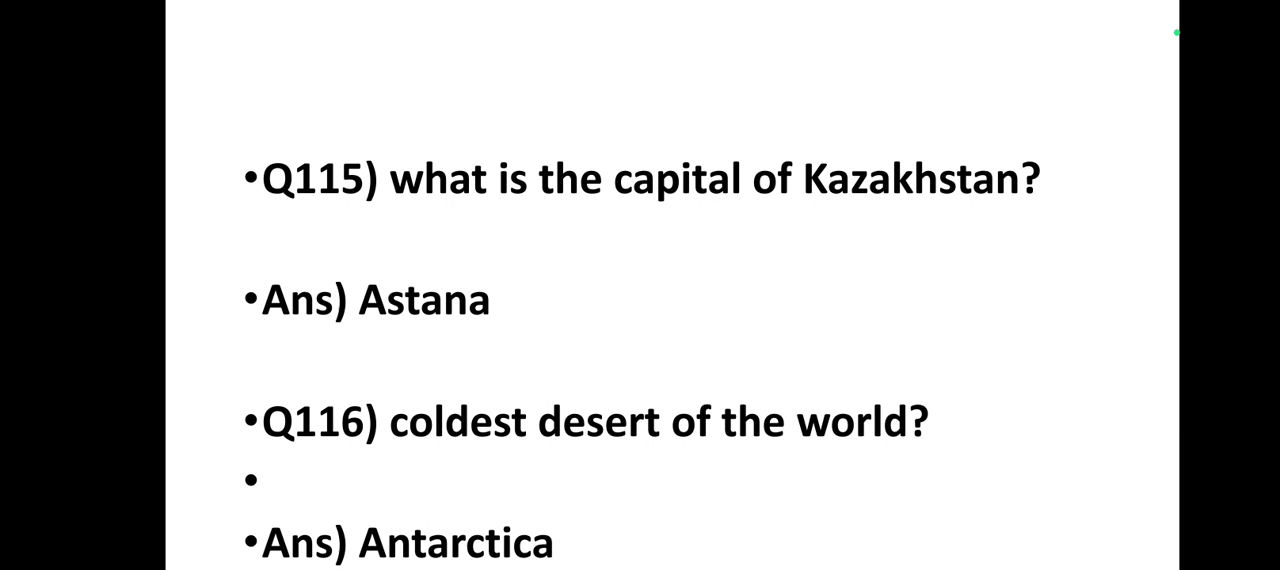 •Q115) what is the capital of Kazakhstan?
•Ans) Astana
•Q116) coldest desert of the world?
•
•Ans) Antarctica